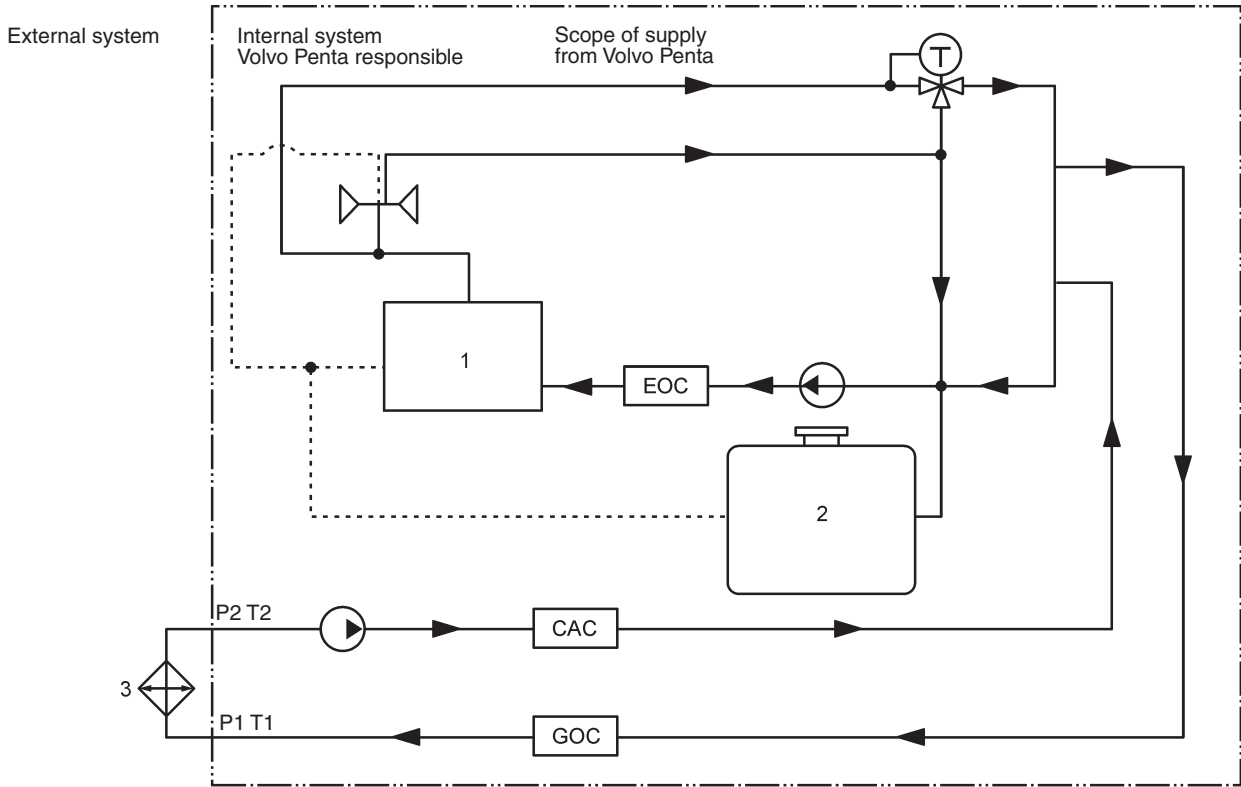 External system
Internal system
Volvo Penta responsible
Scope of supply
from Volvo Penta
T
1
EOC
2
P2 T2
CAC
3
P1 T1
GOC